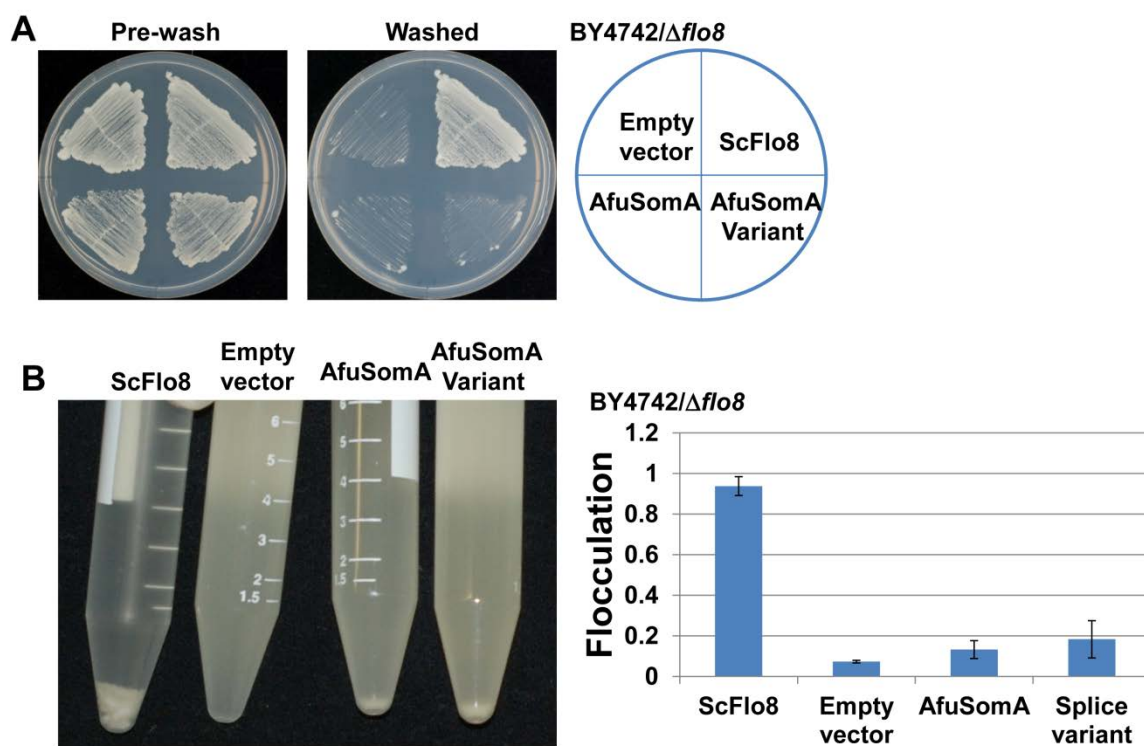 A
Pre-wash
Washed
BY4742/Δflo8
Empty
vector
ScFlo8
AfuSomA
AfuSomA
Variant
B
ScFlo8
Empty
vector
AfuSomA
AfuSomA
Variant
6
5
4
3
2
1.5
6
5
4
3
2
1.5
BY4742/Δflo8
Flocculation
1.2
1
0.8
0.6
0.4
0.2
0
ScFlo8
Empty
vector
AfuSomA
Splice
variant